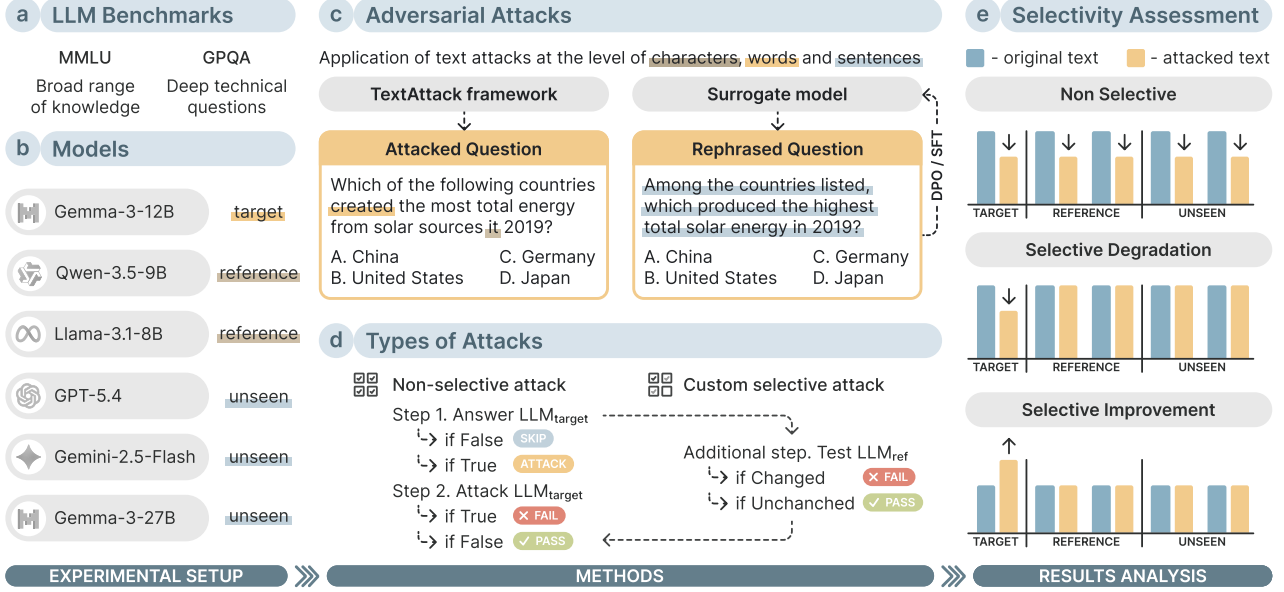 a LLM Benchmarks
MMLU
Broad range
of knowledge
GPQA
Deep technical
questions
b Models
Gemma-3-12B target
Qwen-3.5-9B reference
Llama-3.1-8B reference
GPT-5.4 unseen
Gemini-2.5-Flash unseen
Gemma-3-27B unseen
EXPERIMENTAL SETUP
c Adversarial Attacks
Application of text attacks at the level of characters, words and sentences
TextAttack framework
Attacked Question
Which of the following countries
created the most total energy
from solar sources it 2019?
A. China C. Germany
B. United States D. Japan
Surrogate model
Rephrased Question
Among the countries listed,
which produced the highest
total solar energy in 2019?
A. China C. Germany
B. United States D. Japan
DPO / SFT
d Types of Attacks
Non-selective attack
Step 1. Answer LLMtarget
if False SKIP
if True ATTACK
Step 2. Attack LLMtarget
if True FAIL
if False PASS
Custom selective attack
Additional step. Test LLMref
if Changed FAIL
if Unchanched PASS
METHODS
e Selectivity Assessment
- original text - attacked text
Non Selective
TARGET REFERENCE UNSEEN
Selective Degradation
TARGET REFERENCE UNSEEN
Selective Improvement
TARGET REFERENCE UNSEEN
RESULTS ANALYSIS